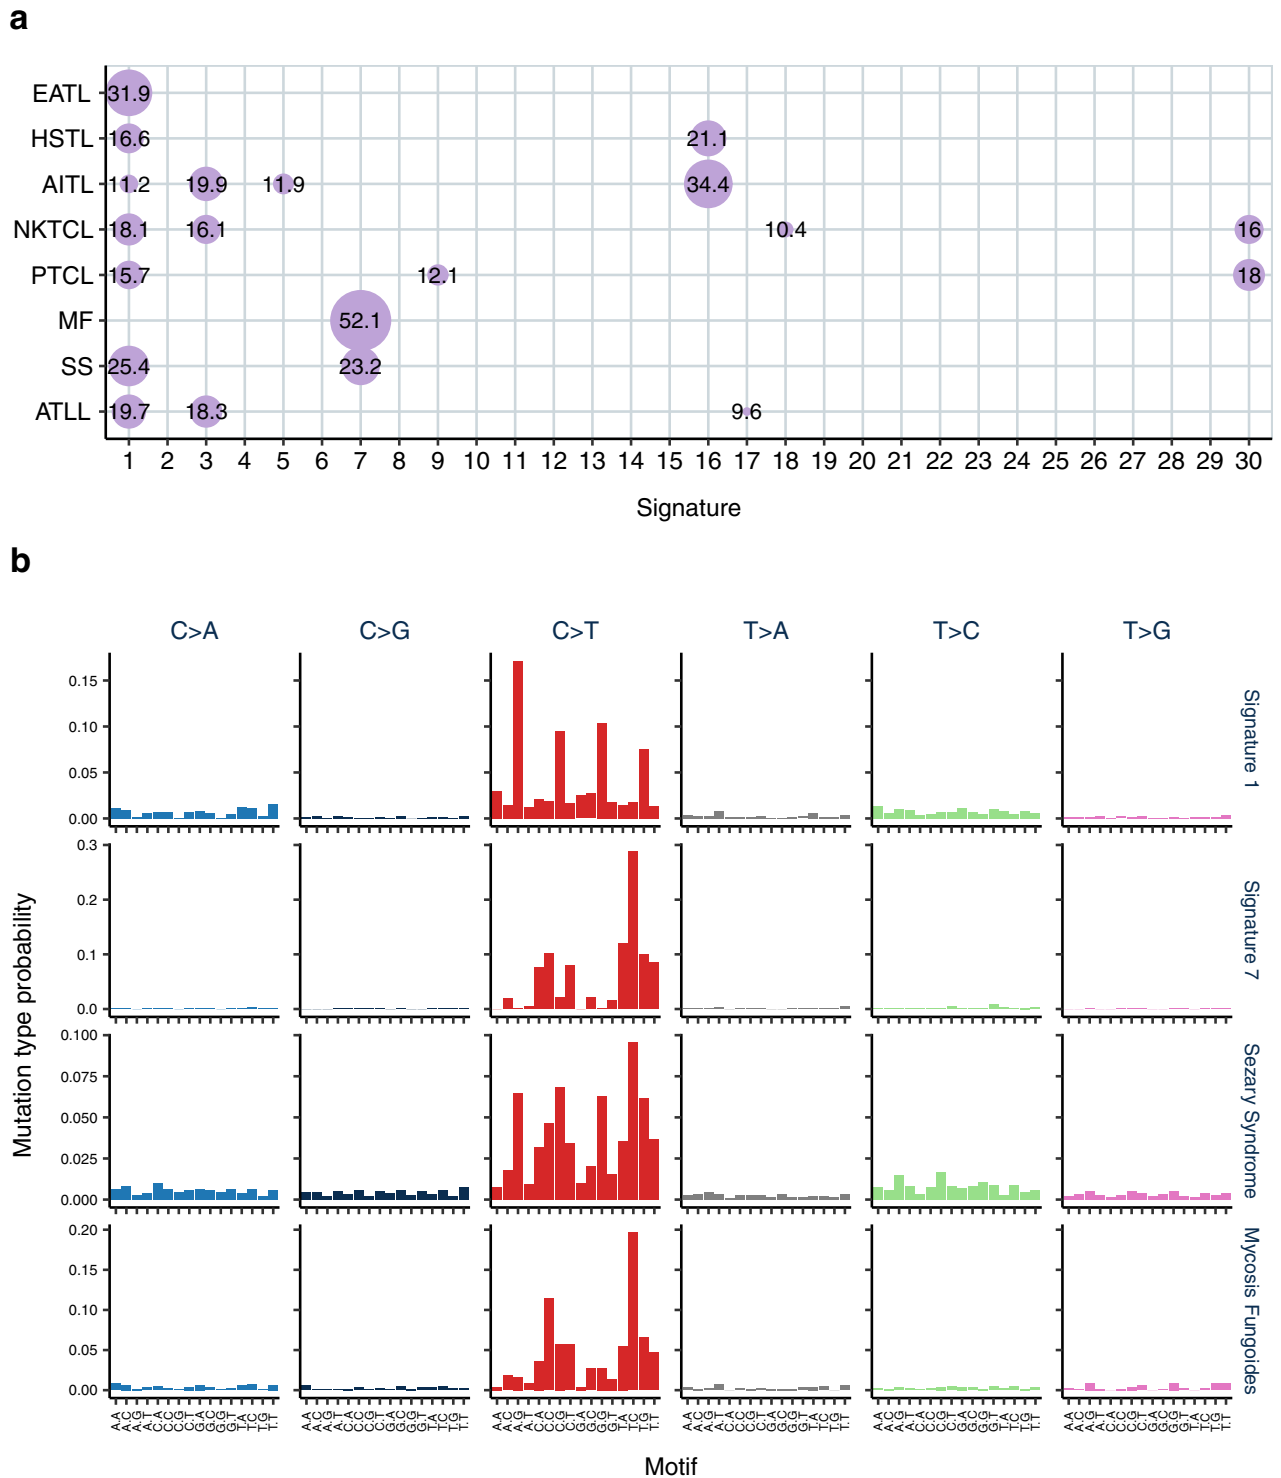 a
EATL 31.9
HSTL 16.6 21.1
AITL 11.2 19.9 11.9 34.4
NKTCL 18.1 16.1 10.4 16
PTCL 15.7 12.1 18
MF 52.1
SS 25.4 23.2
ATLL 19.7 18.3 9.6
1 2 3 4 5 6 7 8 9 10 11 12 13 14 15 16 17 18 19 20 21 22 23 24 25 26 27 28 29 30
Signature
b
C>A C>G C>T T>A T>C T>G
Mutation type probability
0.15
0.10
0.05
0.00
Signature 1
0.3
0.2
0.1
0.0
Signature 7
0.100
0.075
0.050
0.025
0.000
Sezary Syndrome
0.20
0.15
0.10
0.05
0.00
Mycosis Fungoides
A.A A.C A.G A.T C.A C.C C.G C.T G.A G.C G.G G.T T.A T.C T.G T.T
A.A A.C A.G A.T C.A C.C C.G C.T G.A G.C G.G G.T T.A T.C T.G T.T
A.A A.C A.G A.T C.A C.C C.G C.T G.A G.C G.G G.T T.A T.C T.G T.T
A.A A.C A.G A.T C.A C.C C.G C.T G.A G.C G.G G.T T.A T.C T.G T.T
A.A A.C A.G A.T C.A C.C C.G C.T G.A G.C G.G G.T T.A T.C T.G T.T
A.A A.C A.G A.T C.A C.C C.G C.T G.A G.C G.G G.T T.A T.C T.G T.T
Motif